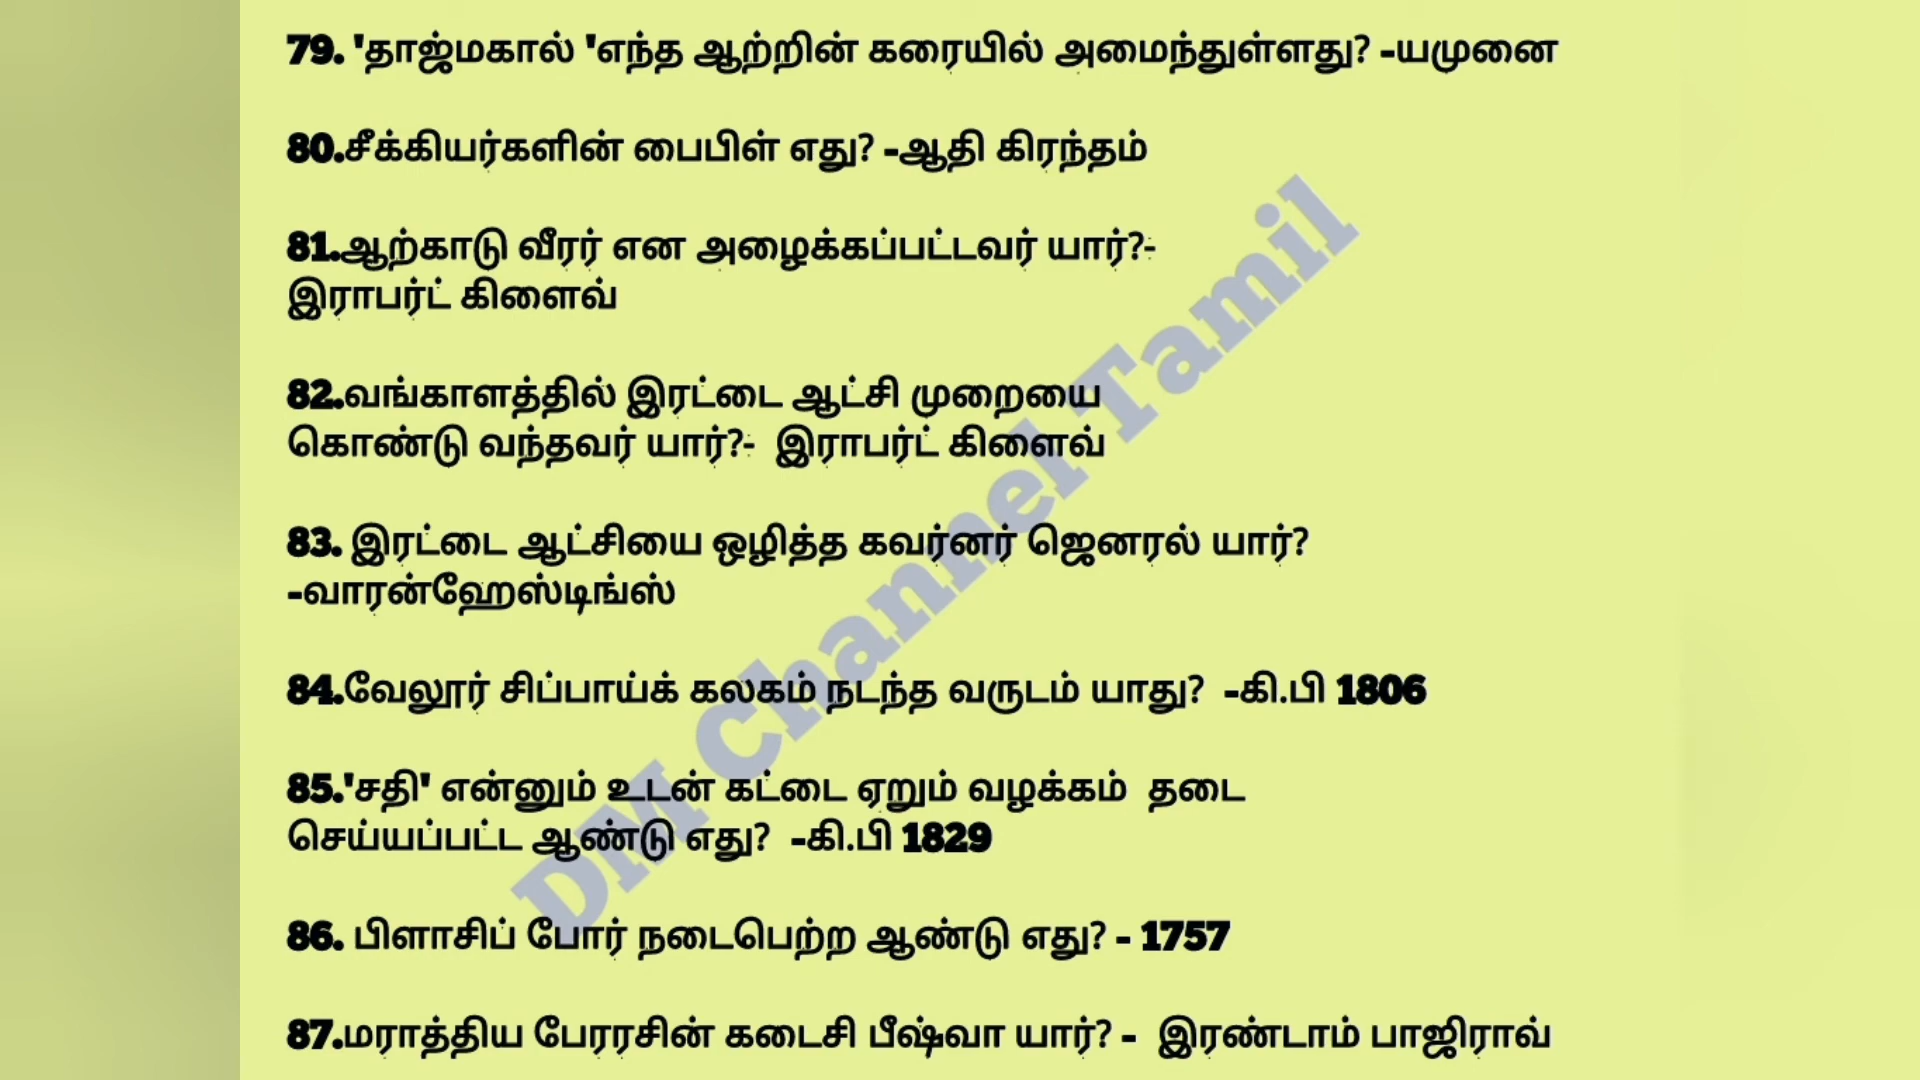 79. 'தாஜ்மகால் 'எந்த ஆற்றின் கரையில் அமைந்துள்ளது? -யமுனை
80.சீக்கியர்களின் பைபிள் எது? -ஆதி கிரந்தம்
81.ஆற்காடு வீரர் என அழைக்கப்பட்டவர் யார்?-
இராபர்ட் கிளைவ்
82.வங்காளத்தில் இரட்டை ஆட்சி முறையை
கொண்டு வந்தவர் யார்?- இராபர்ட் கிளைவ்
83. இரட்டை ஆட்சியை ஒழித்த கவர்னர் ஜெனரல் யார்?
-வாரன்ஹேஸ்டிங்ஸ்
84.வேலூர் சிப்பாய்க் கலகம் நடந்த வருடம் யாது? -கி.பி 1806
85.'சதி' என்னும் உடன் கட்டை ஏறும் வழக்கம் தடை
செய்யப்பட்ட ஆண்டு எது? -கி.பி 1829
86. பிளாசிப் போர் நடைபெற்ற ஆண்டு எது? - 1757
87.மராத்திய பேரரசின் கடைசி பீஷ்வா யார்? - இரண்டாம் பாஜிராவ்
DM Channel Tamil